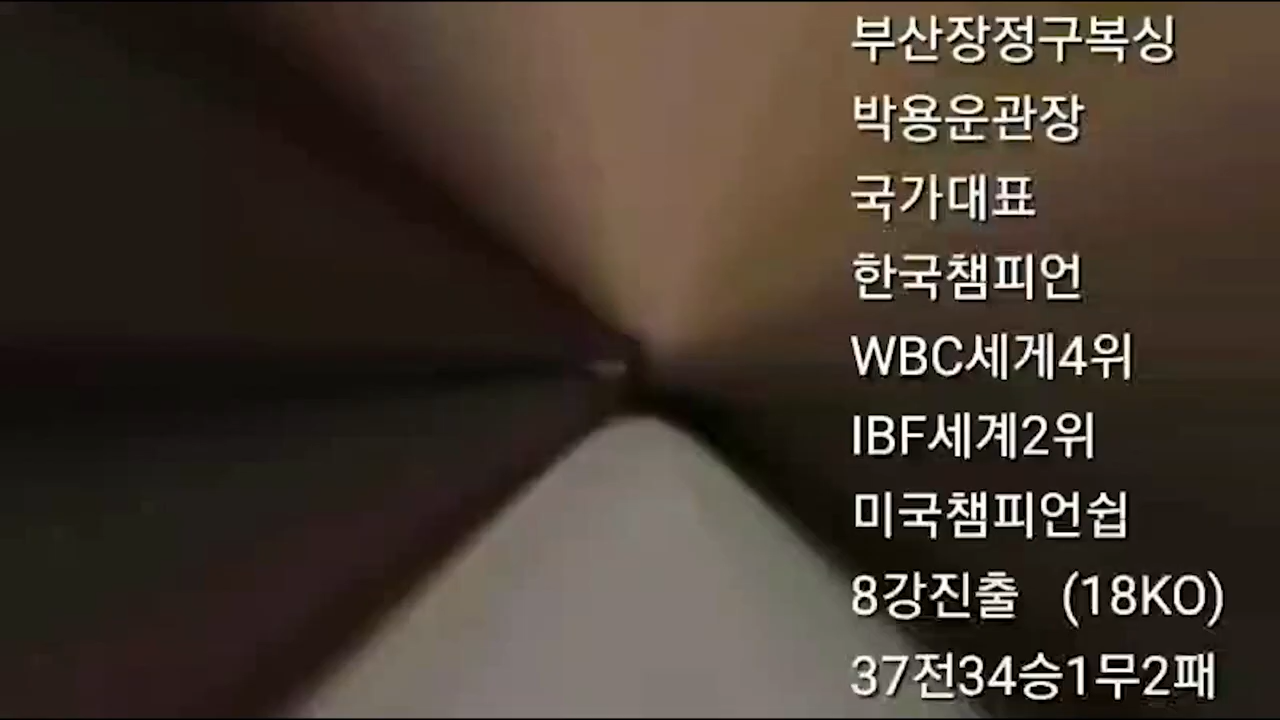 부산장정구복싱
박용운관장
국가대표
한국챔피언
WBC세게4위
IBF세계2위
미국챔피언쉽
8강진출 (18KO)
37전34승1무2패